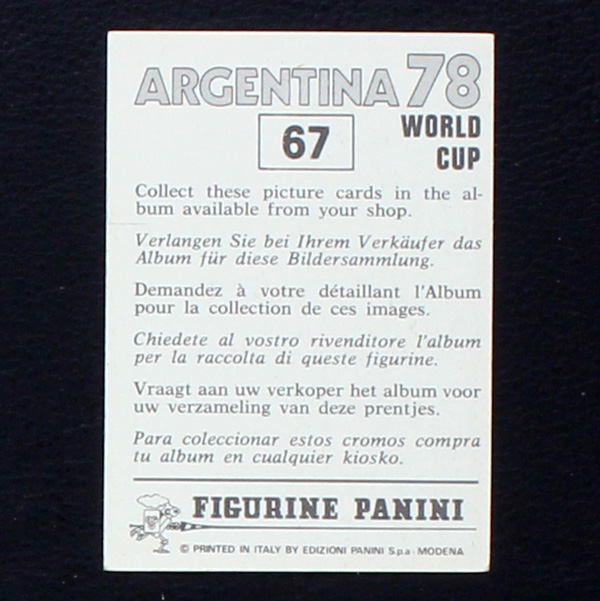 ARGENTINA 78
67
WORLD
CUP
Collect these picture cards in the al-
bum available from your shop.
Verlangen Sie bei Ihrem Verkäufer das
Album für diese Bildersammlung.
Demandez à votre détaillant l'Album
pour la collection de ces images.
Chiedete al vostro rivenditore l'album
per la raccolta di queste figurine.
Vraagt aan uw verkoper het album voor
uw verzameling van deze prentjes.
Para coleccionar estos cromos compra
tu album en cualquier kiosko.
FIGURINE PANINI
© PRINTED IN ITALY BY EDIZIONI PANINI S.p.a - MODENA